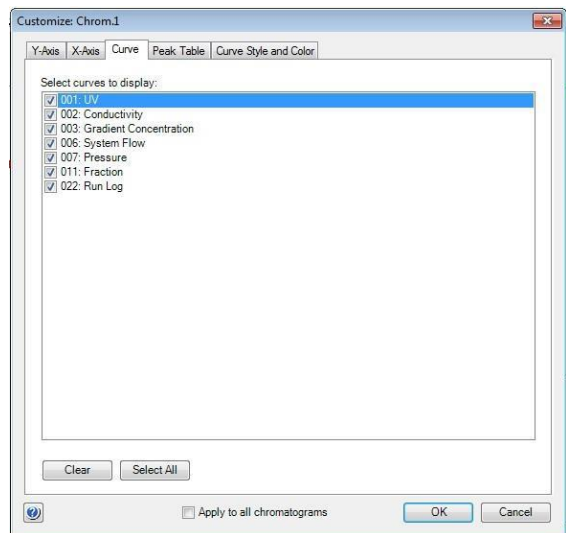 Customize: Chrom.1
Y-Axis X-Axis Curve Peak Table Curve Style and Color
Select curves to display:
001: UV
002: Conductivity
003: Gradient Concentration
006: System Flow
007: Pressure
011: Fraction
022: Run Log
Clear Select All
Apply to all chromatograms OK Cancel